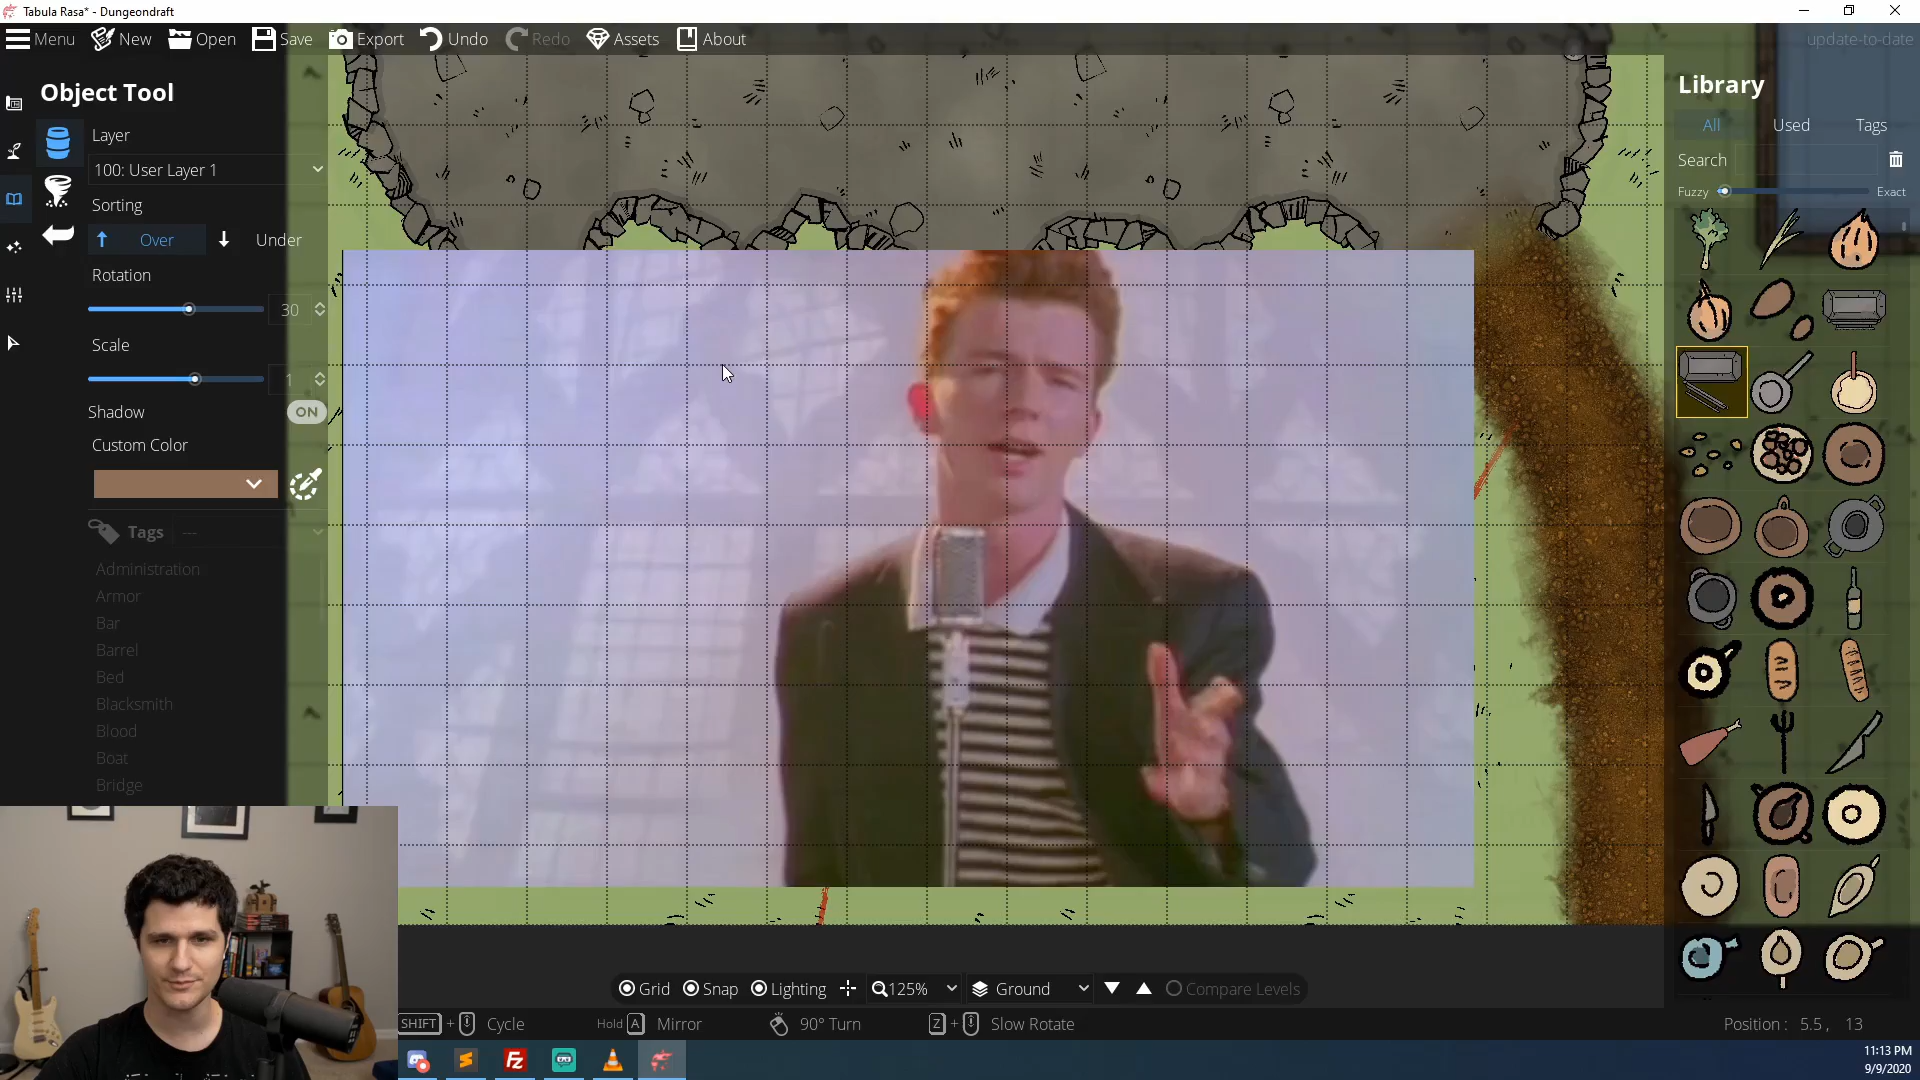 Tabula Rasa* - Dungeondraft
Menu New Open Save Export Undo Redo Assets About
update-to-date
Object Tool
Layer
100: User Layer 1
Sorting
Over Under
Rotation
30
Scale
1
Shadow
ON
Custom Color
Tags ---
Administration
Armor
Bar
Barrel
Bed
Blacksmith
Blood
Boat
Bridge
Library
All Used Tags
Search
Fuzzy Exact
Grid Snap Lighting 125% Ground Compare Levels
SHIFT + Cycle Hold A Mirror 90° Turn Z + Slow Rotate
Position : 5.5 , 13
11:13 PM
9/9/2020